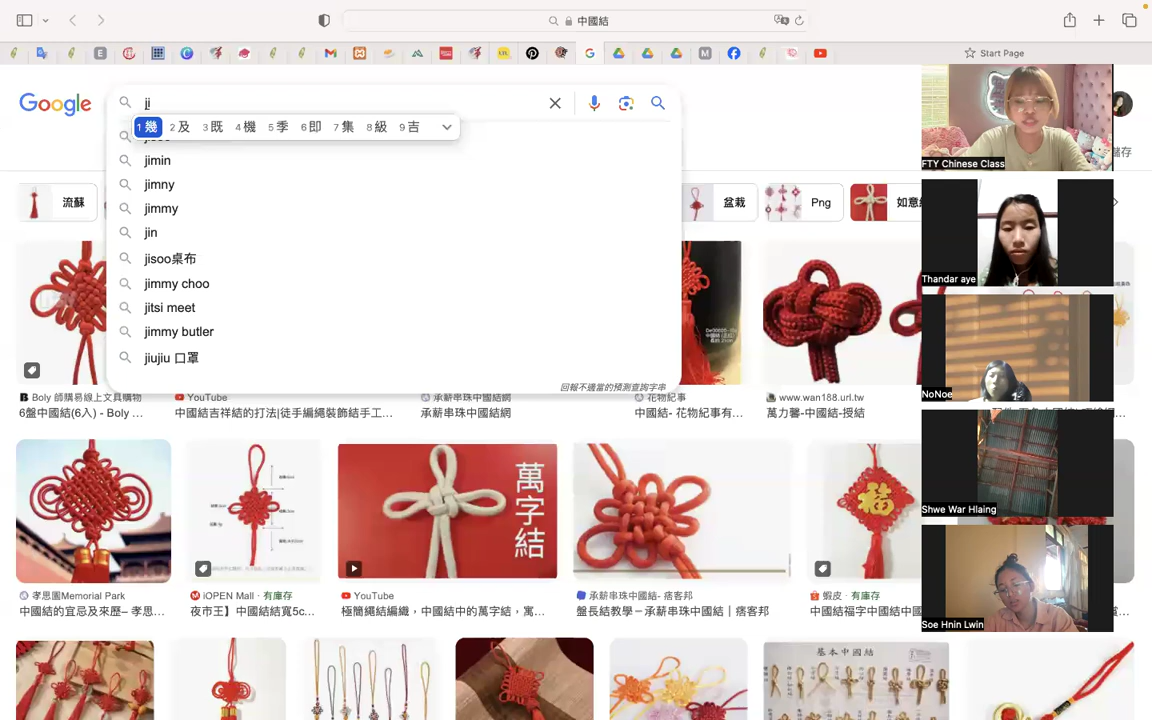 中國結
Start Page
Google
ji
1 幾 2 及 3 既 4 機 5 季 6 即 7 集 8 級 9 吉
jisoo
jimin
jimny
jimmy
jin
jisoo桌布
jimmy choo
jitsi meet
jimmy butler
jiujiu 口罩
回報不適當的預測查詢字串
儲存
流蘇
盆栽
Png
如意結
FTY Chinese Class
Thandar aye
NoNoe
Shwe War Hlaing
Soe Hnin Lwin
Boly 師購易線上文具購物
6盤中國結(6入) - Boly ...
YouTube
中國結吉祥結的打法|徒手編繩裝飾結手工...
承薪串珠中國結網
承薪串珠中國結網
花物紀事
中國結- 花物紀事有...
www.wan188.url.tw
萬力馨-中國結-授結
萬字結
福
孝思園Memorial Park
中國結的宜忌及來歷– 孝思...
iOPEN Mall · 有庫存
夜市王】中國結結寬5c...
YouTube
極簡繩結編織，中國結中的萬字結，寓...
承薪串珠中國結- 痞客邦
盤長結教學－承薪串珠中國結｜痞客邦
蝦皮 · 有庫存
中國結福字中國結中國
基本中國結